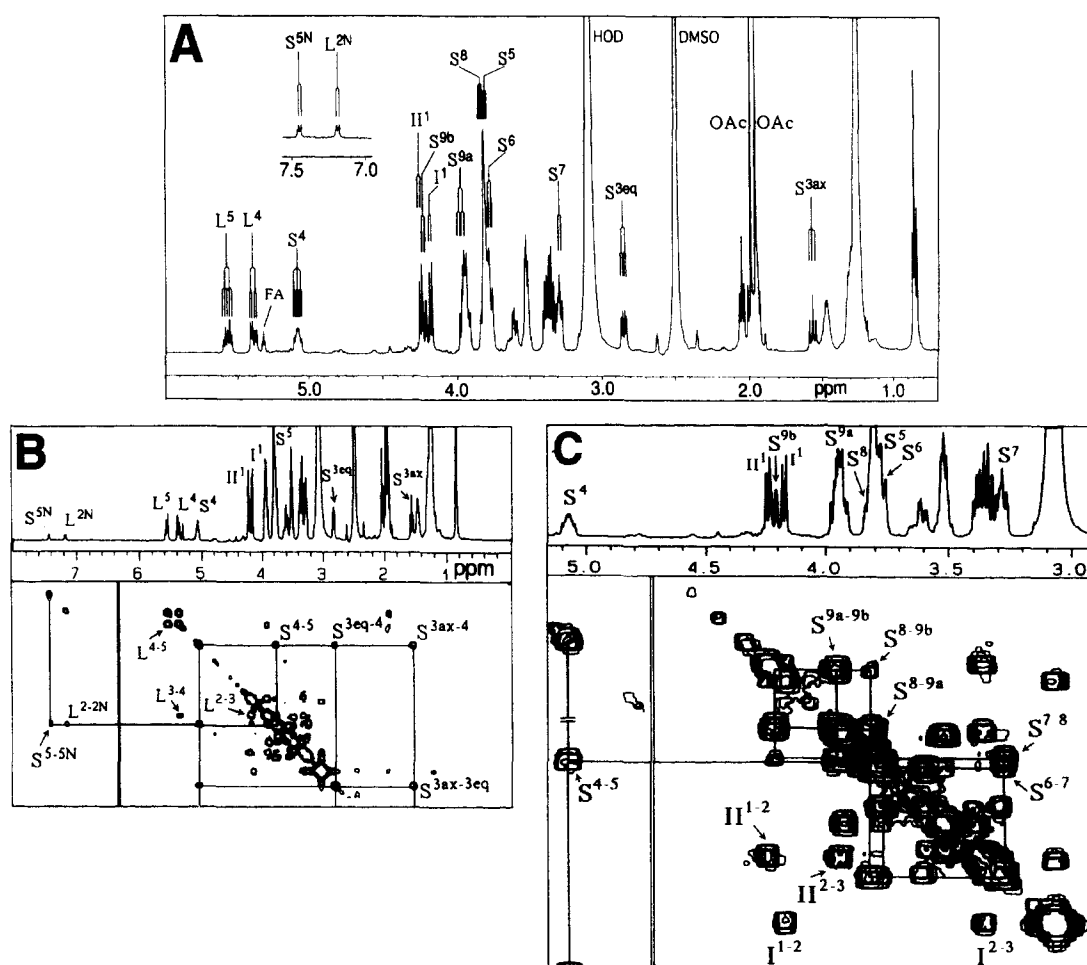 A
S5N L2N
7.5 7.0
HOD
DMSO
S8 S5
II1
S9b
I1
S9a
S6
S7
OAc OAc
S3eq
S3ax
L5 L4 S4
FA
5.0 4.0 3.0 2.0 ppm 1.0
B
S5N L2N
L5 L4 S4
II1 I1 S5
S3eq
S3ax
7 6 5 4 3 2 1 ppm
L4-5
S4-5 S3eq-4 S3ax-4
L3-4
L2-3
L2-2N
S5-5N
S3ax-3eq
C
S4
II1 S9b I1
S9a
S8
S5
S6
S7
5.0 4.5 4.0 3.5 3.0
S9a-9b
S8-9b
S8-9a
S7-8
S6-7
S4-5
II1-2
II2-3
I1-2
I2-3